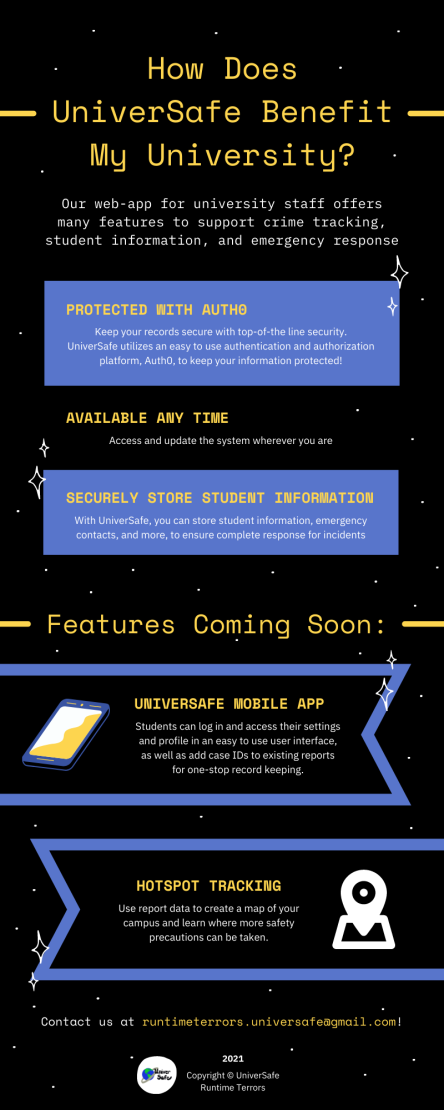 How Does
UniverSafe Benefit
My University?
Our web-app for university staff offers
many features to support crime tracking,
student information, and emergency response
PROTECTED WITH AUTH0
Keep your records secure with top-of-the line security.
UniverSafe utilizes an easy to use authentication and authorization
platform, Auth0, to keep your information protected!
AVAILABLE ANY TIME
Access and update the system wherever you are
SECURELY STORE STUDENT INFORMATION
With UniverSafe, you can store student information, emergency
contacts, and more, to ensure complete response for incidents
Features Coming Soon:
UNIVERSAFE MOBILE APP
Students can log in and access their settings
and profile in an easy to use user interface,
as well as add case IDs to existing reports
for one-stop record keeping.
HOTSPOT TRACKING
Use report data to create a map of your
campus and learn where more safety
precautions can be taken.
Contact us at runtimeterrors.universafe@gmail.com!
2021
Copyright © UniverSafe
Runtime Terrors
Univer
Safe